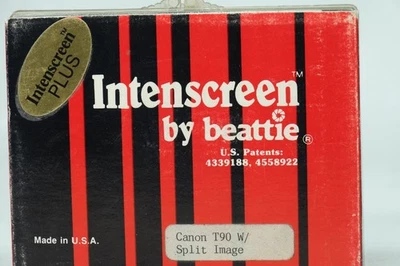 Intenscreen™
PLUS
Intenscreen™
by beattie®
U.S. Patents:
4339188, 4558922
Made in U.S.A.
Canon T90 W/
Split Image